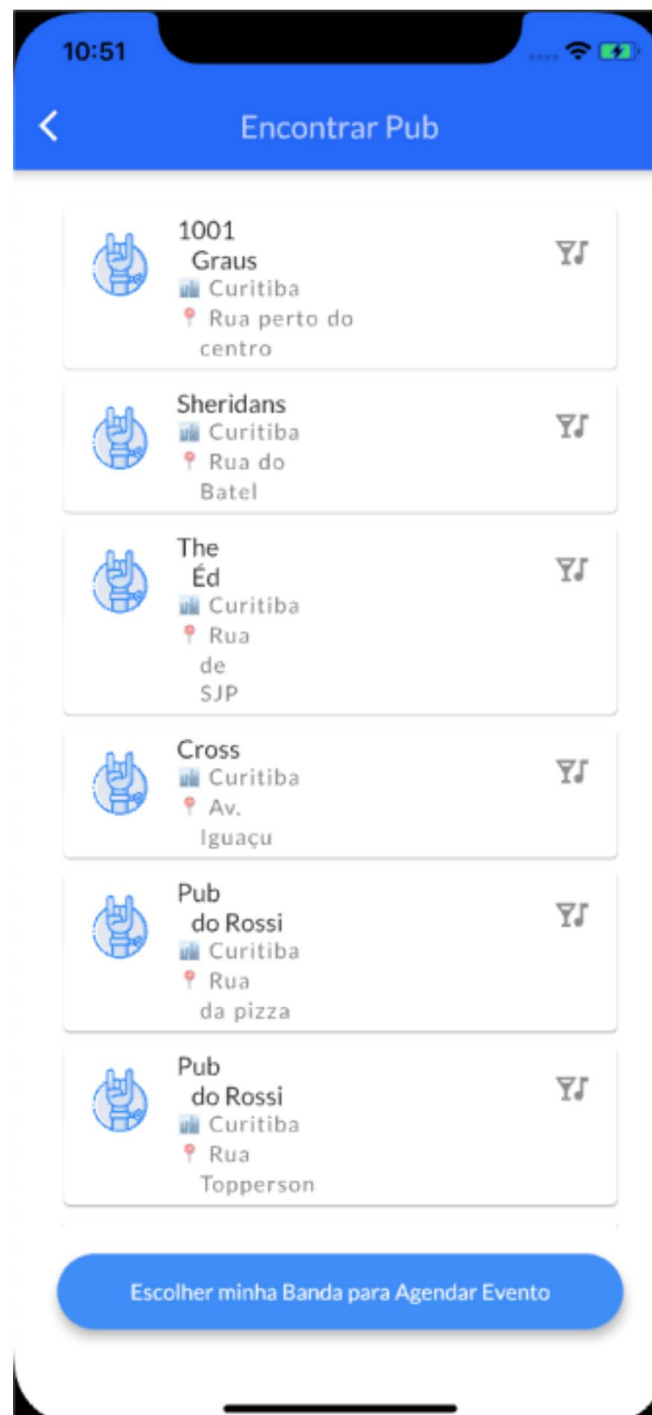 10:51
Encontrar Pub
1001
Graus
Curitiba
Rua perto do
centro
Sheridans
Curitiba
Rua do
Batel
The
Éd
Curitiba
Rua
de
SJP
Cross
Curitiba
Av.
Iguaçu
Pub
do Rossi
Curitiba
Rua
da pizza
Pub
do Rossi
Curitiba
Rua
Topperson
Escolher minha Banda para Agendar Evento